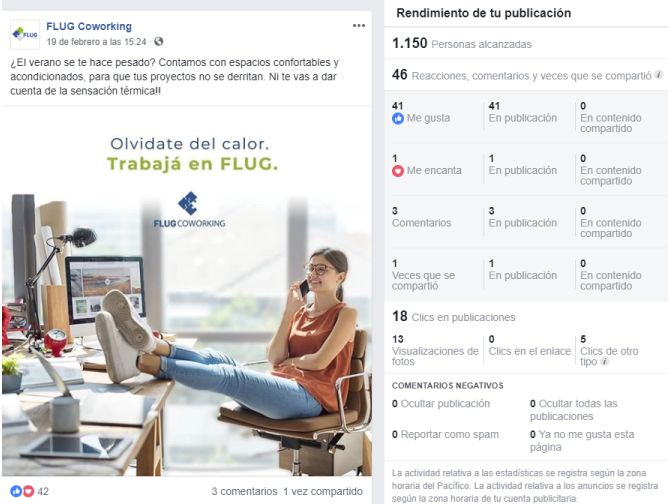 FLUG
FLUG Coworking
19 de febrero a las 15:24 ·
¿El verano se te hace pesado? Contamos con espacios confortables y
acondicionados, para que tus proyectos no se derritan. Ni te vas a dar
cuenta de la sensación térmica!!
Olvidate del calor.
Trabajá en FLUG.
FLUGCOWORKING
42
3 comentarios 1 vez compartido
Rendimiento de tu publicación
1.150 Personas alcanzadas
46 Reacciones, comentarios y veces que se compartió
41
Me gusta
41
En publicación
0
En contenido
compartido
1
Me encanta
1
En publicación
0
En contenido
compartido
3
Comentarios
3
En publicación
0
En contenido
compartido
1
Veces que se
compartió
1
En publicación
0
En contenido
compartido
18 Clics en publicaciones
13
Visualizaciones de
fotos
0
Clics en el enlace
5
Clics de otro
tipo
COMENTARIOS NEGATIVOS
0 Ocultar publicación
0 Ocultar todas las
publicaciones
0 Reportar como spam
0 Ya no me gusta esta
página
La actividad relativa a las estadísticas se registra según la zona
horaria del Pacífico. La actividad relativa a los anuncios se registra
según la zona horaria de tu cuenta publicitaria.